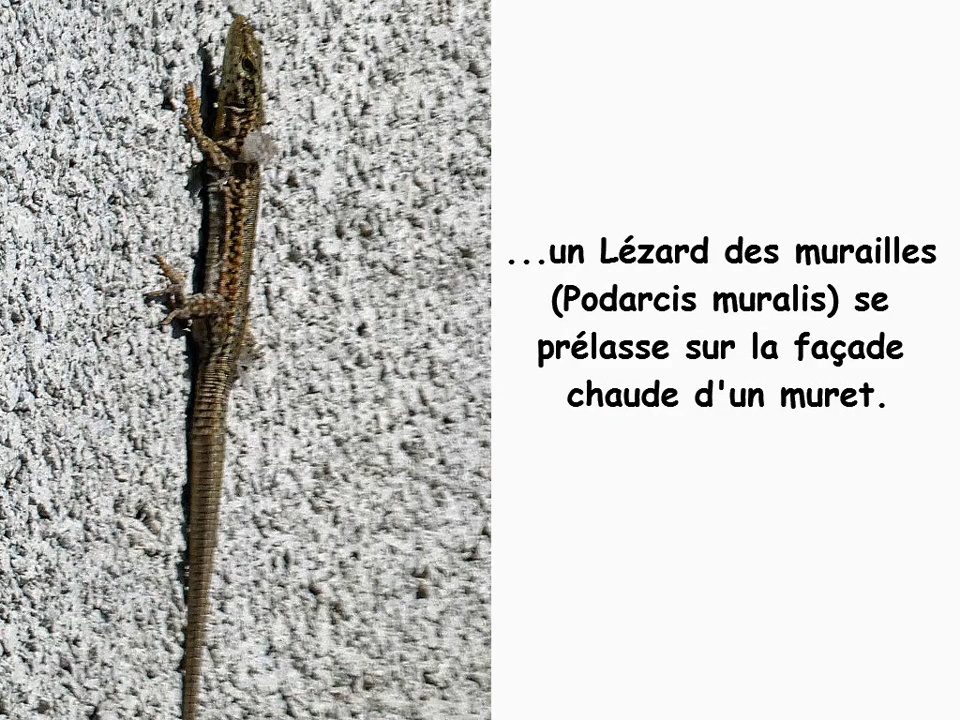 ...un Lézard des murailles
(Podarcis muralis) se
prélasse sur la façade
chaude d'un muret.